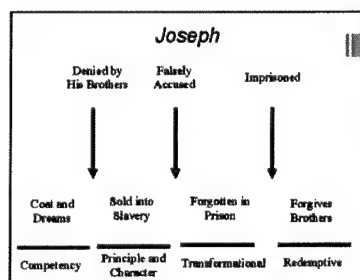 Joseph
Denied by
His Brothers
Falsely
Accused
Imprisoned
Coat and
Dreams
Sold into
Slavery
Forgotten in
Prison
Forgives
Brothers
Competency
Principle and
Character
Transformational
Redemptive